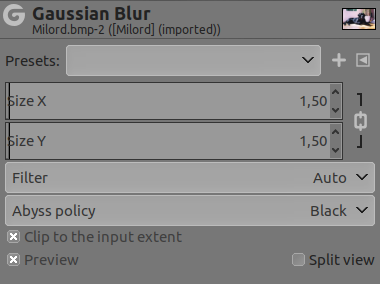 Gaussian Blur
Milord.bmp-2 ([Milord] (imported))
Presets:
Size X 1,50
Size Y 1,50
Filter Auto
Abyss policy Black
Clip to the input extent
Preview Split view